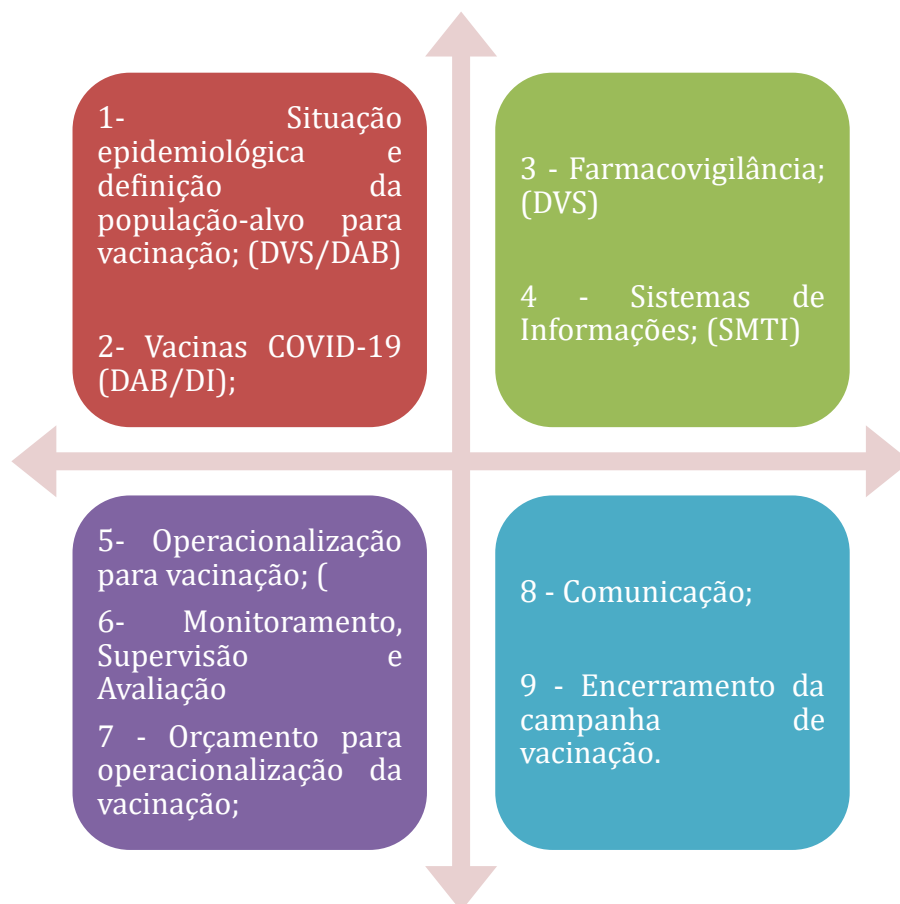 1- Situação
epidemiológica e
definição da
população-alvo para
vacinação; (DVS/DAB)
2- Vacinas COVID-19
(DAB/DI);
3 - Farmacovigilância;
(DVS)
4 - Sistemas de
Informações; (SMTI)
5- Operacionalização
para vacinação; (
6- Monitoramento,
Supervisão e
Avaliação
7 - Orçamento para
operacionalização da
vacinação;
8 - Comunicação;
9 - Encerramento da
campanha de
vacinação.